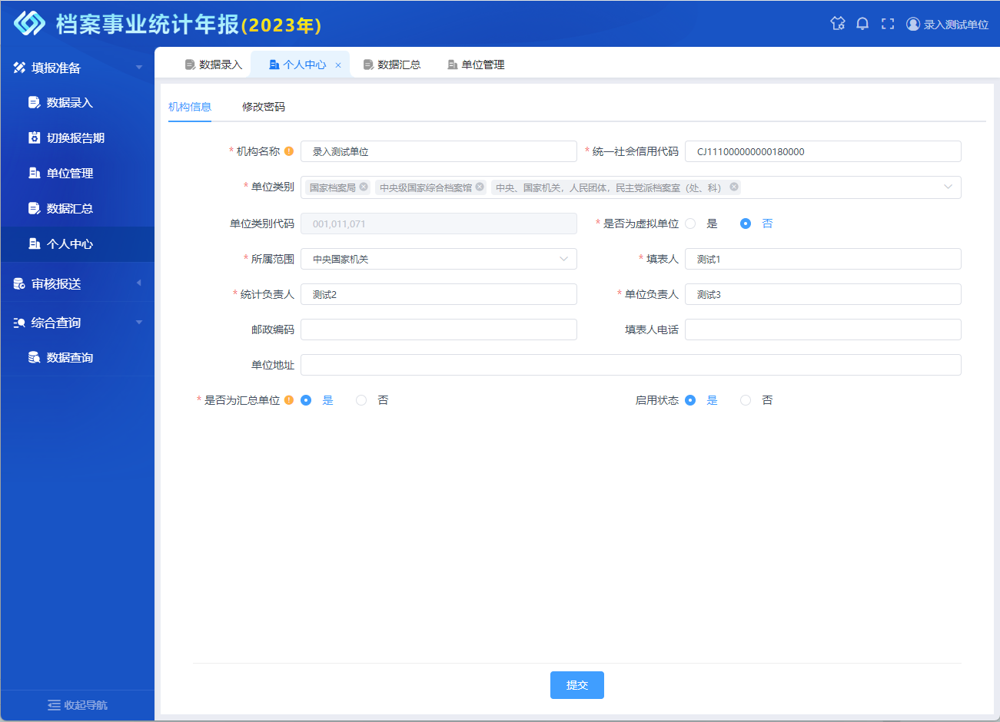 档案事业统计年报(2023年)
录入测试单位
填报准备
数据录入
切换报告期
单位管理
数据汇总
个人中心
审核报送
综合查询
数据查询
收起导航
数据录入 个人中心 × 数据汇总 单位管理
机构信息 修改密码
* 机构名称 录入测试单位 * 统一社会信用代码 CJ111000000000180000
* 单位类别 国家档案局 中央级国家综合档案馆 中央、国家机关，人民团体，民主党派档案室（处、科）
单位类别代码 001,011,071 * 是否为虚拟单位 是 否
* 所属范围 中央国家机关 * 填表人 测试1
* 统计负责人 测试2 * 单位负责人 测试3
邮政编码 填表人电话
单位地址
* 是否为汇总单位 是 否 启用状态 是 否
提交